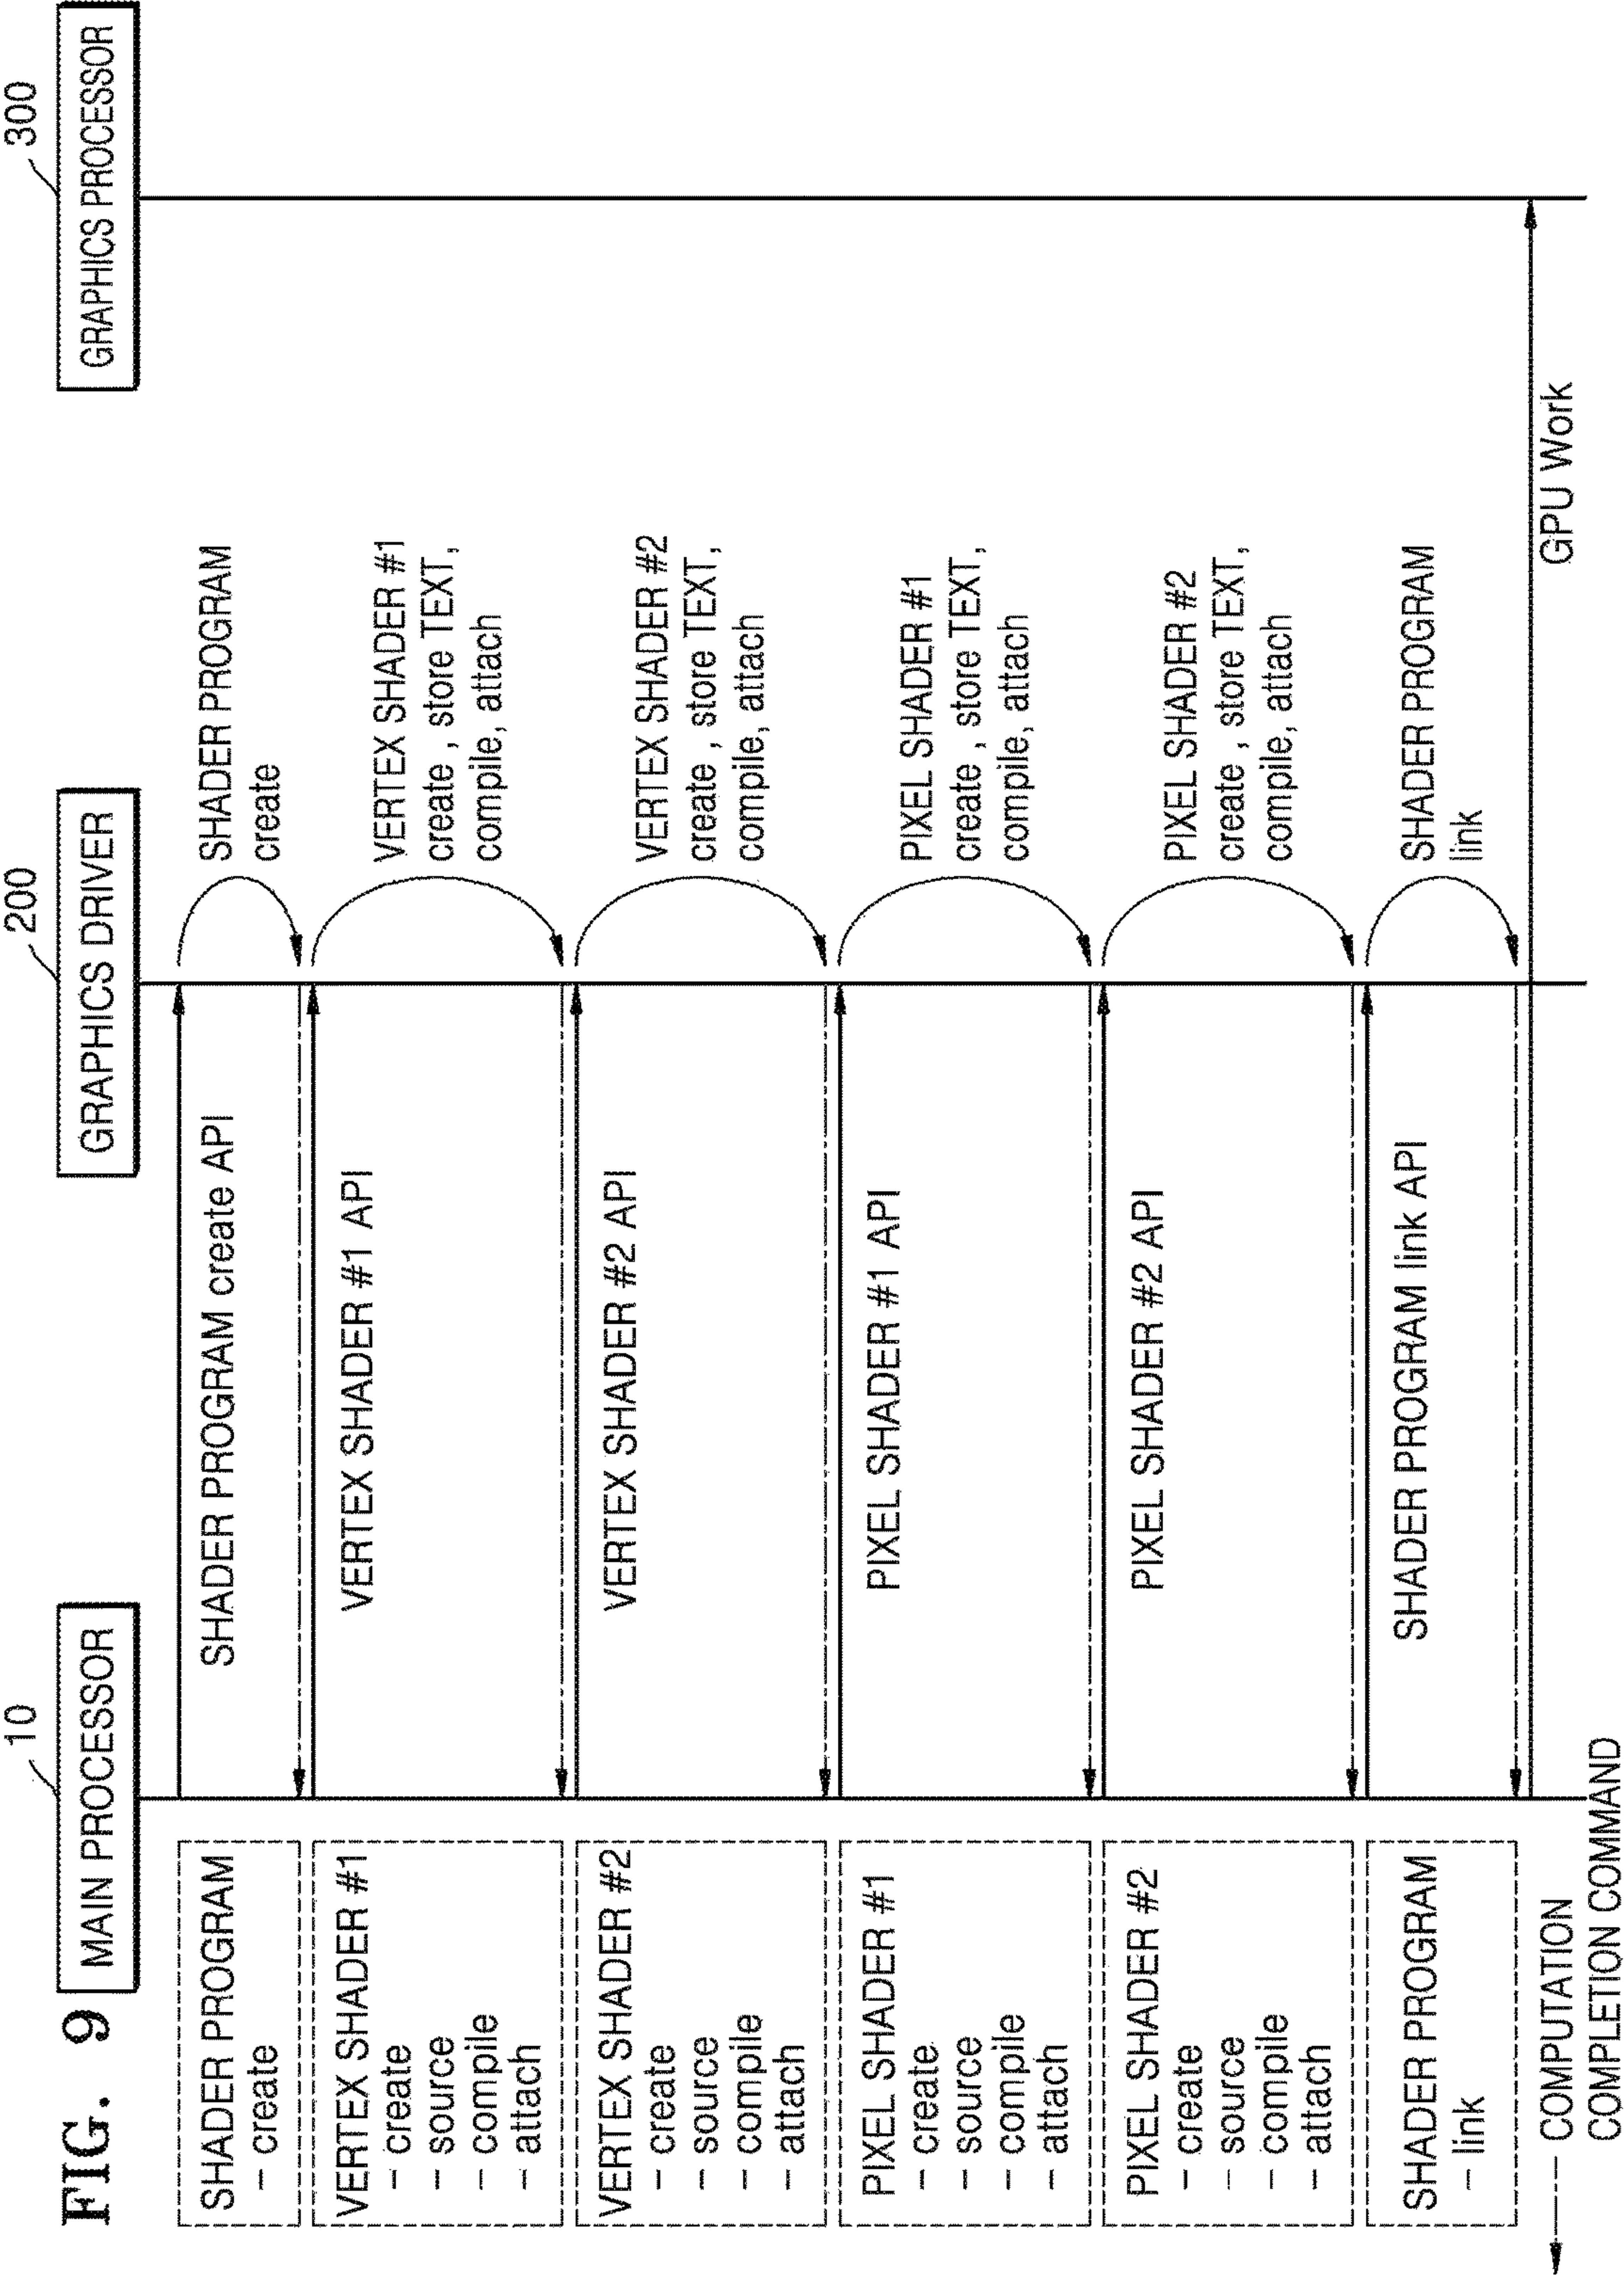 FIG. 9
10
MAIN PROCESSOR
200
GRAPHICS DRIVER
300
GRAPHICS PROCESSOR
SHADER PROGRAM
- create
SHADER PROGRAM create API
SHADER PROGRAM
create
VERTEX SHADER #1
- create
- source
- compile
- attach
VERTEX SHADER #1 API
VERTEX SHADER #1
create , store TEXT,
compile, attach
VERTEX SHADER #2
- create
- source
- compile
- attach
VERTEX SHADER #2 API
VERTEX SHADER #2
create , store TEXT,
compile, attach
PIXEL SHADER #1
- create
- source
- compile
- attach
PIXEL SHADER #1 API
PIXEL SHADER #1
create , store TEXT,
compile, attach
PIXEL SHADER #2
- create
- source
- compile
- attach
PIXEL SHADER #2 API
PIXEL SHADER #2
create , store TEXT,
compile, attach
SHADER PROGRAM
- link
SHADER PROGRAM link API
SHADER PROGRAM
link
GPU Work
COMPUTATION
COMPLETION COMMAND